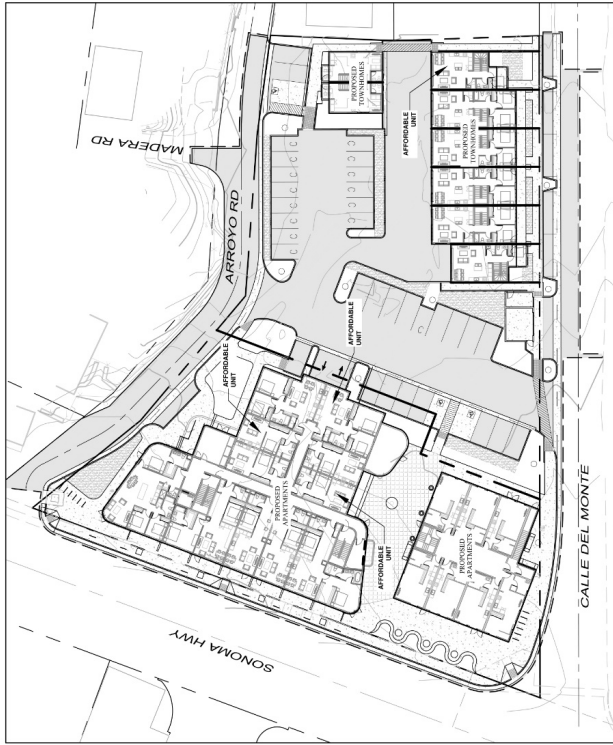 MADERA RD
ARROYO RD
PROPOSED
TOWNHOMES
AFFORDABLE
UNIT
PROPOSED
TOWNHOMES
AFFORDABLE
UNIT
AFFORDABLE
UNIT
PROPOSED
APARTMENTS
AFFORDABLE
UNIT
PROPOSED
APARTMENTS
SONOMA HWY
CALLE DEL MONTE